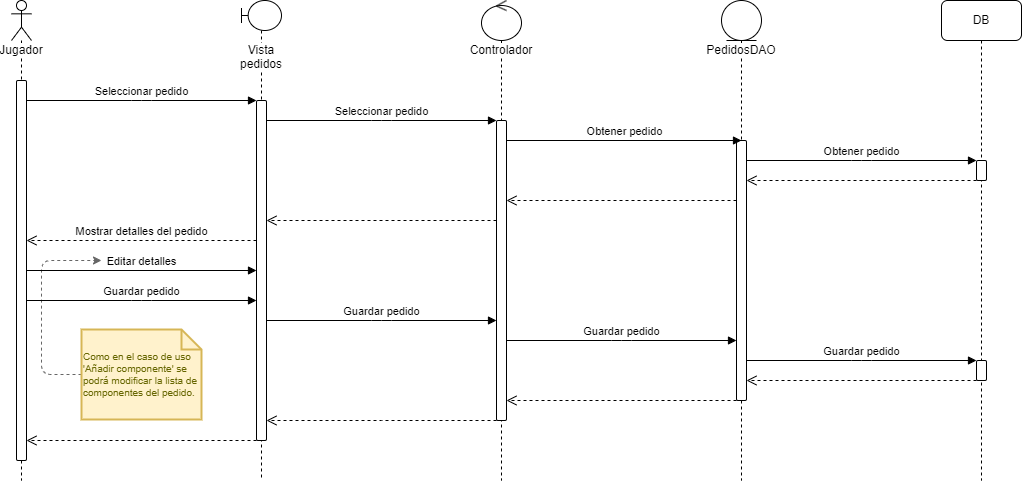 DB
Jugador
Vista
pedidos
Controlador
PedidosDAO
Seleccionar pedido
Seleccionar pedido
Obtener pedido
Obtener pedido
Mostrar detalles del pedido
Editar detalles
Guardar pedido
Guardar pedido
Guardar pedido
Guardar pedido
Como en el caso de uso
'Añadir componente' se
podrá modificar la lista de
componentes del pedido.